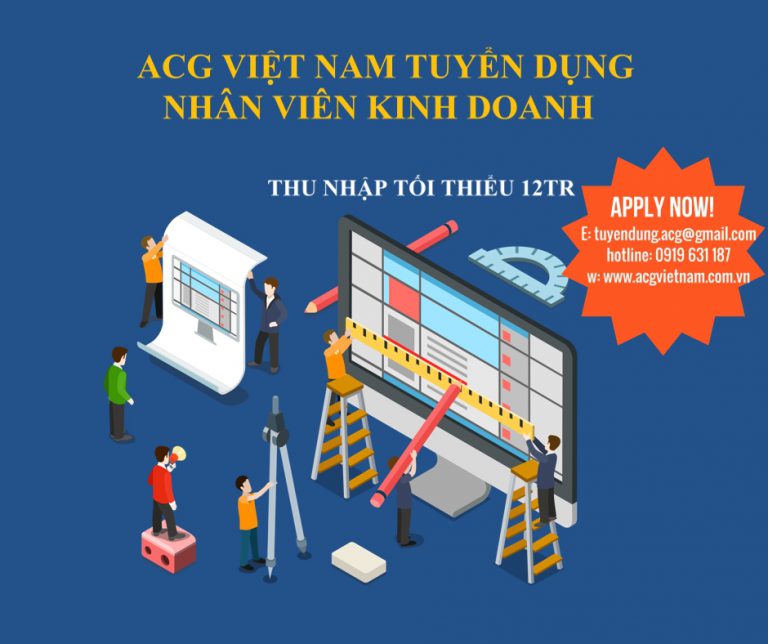 ACG VIỆT NAM TUYỂN DỤNG
NHÂN VIÊN KINH DOANH
THU NHẬP TỐI THIỂU 12TR
APPLY NOW!
E: tuyendung.acg@gmail.com
hotline: 0919 631 187
w: www.acgvietnam.com.vn